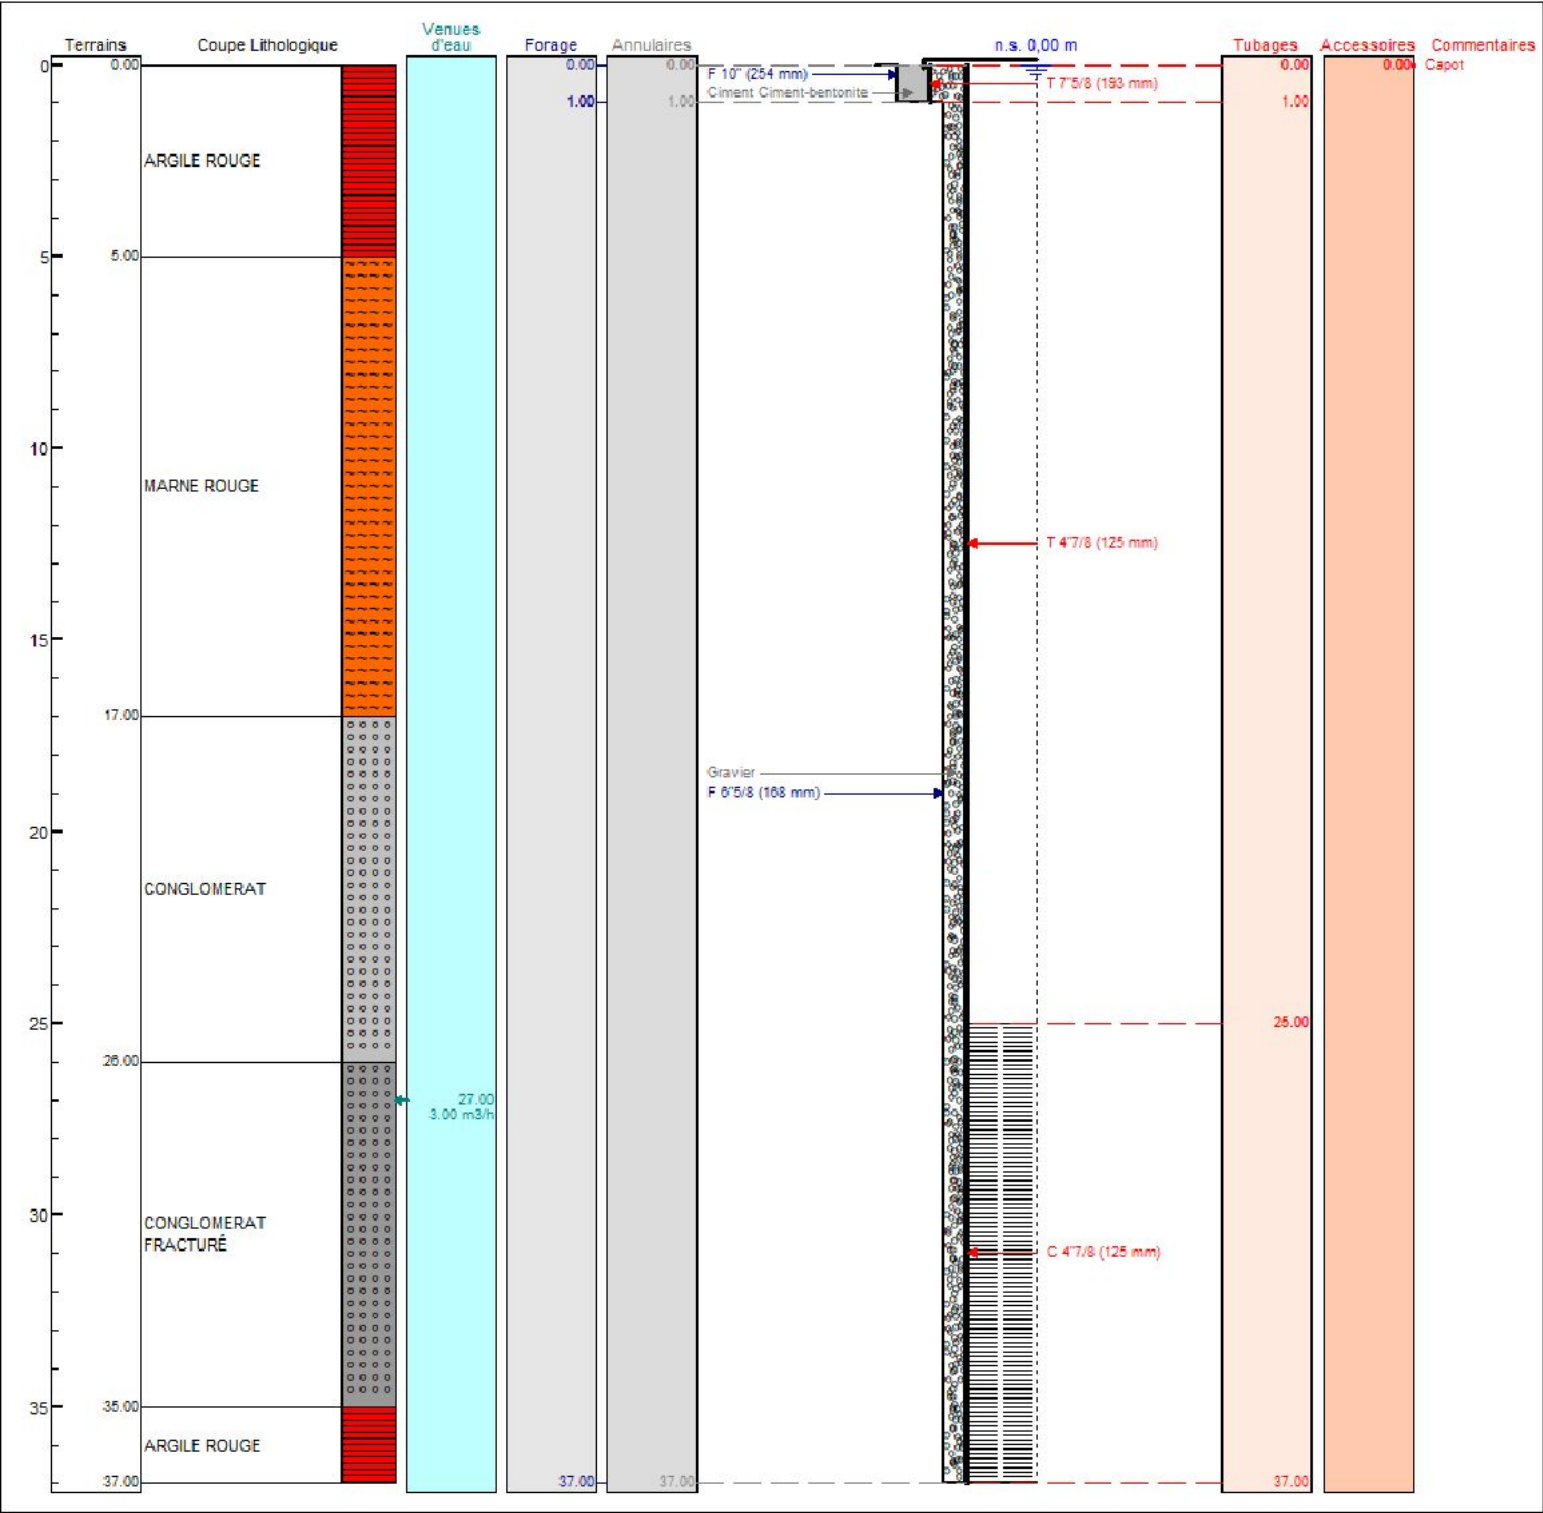 Terrains
Coupe Lithologique
Venues
d'eau
Forage
Annulaires
n.s. 0,00 m
Tubages
Accessoires
Commentaires
0
0.00
0.00
0.00
0.00
0.00
Capot
F 10" (254 mm)
T 7"5/8 (193 mm)
Ciment Ciment-bentonite
1.00
1.00
1.00
ARGILE ROUGE
5
5.00
10
MARNE ROUGE
T 4"7/8 (125 mm)
15
17.00
Gravier
F 6"5/8 (168 mm)
20
CONGLOMERAT
25
25.00
26.00
27.00
3.00 m3/h
30
CONGLOMERAT
FRACTURÉ
C 4"7/8 (125 mm)
35
35.00
ARGILE ROUGE
37.00
37.00
37.00
37.00